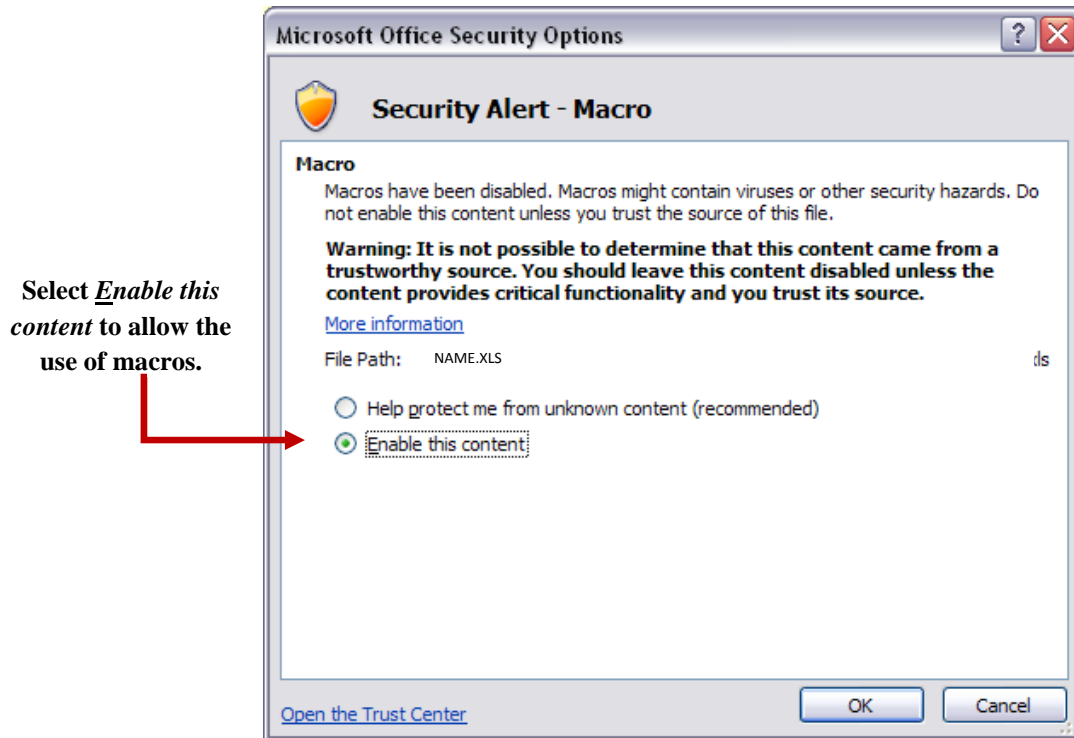 Microsoft Office Security Options
Security Alert - Macro
Macro
Macros have been disabled. Macros might contain viruses or other security hazards. Do
not enable this content unless you trust the source of this file.
Warning: It is not possible to determine that this content came from a
trustworthy source. You should leave this content disabled unless the
content provides critical functionality and you trust its source.
More information
File Path: NAME.XLS
Help protect me from unknown content (recommended)
Enable this content
Select Enable this
content to allow the
use of macros.
Open the Trust Center
OK
Cancel